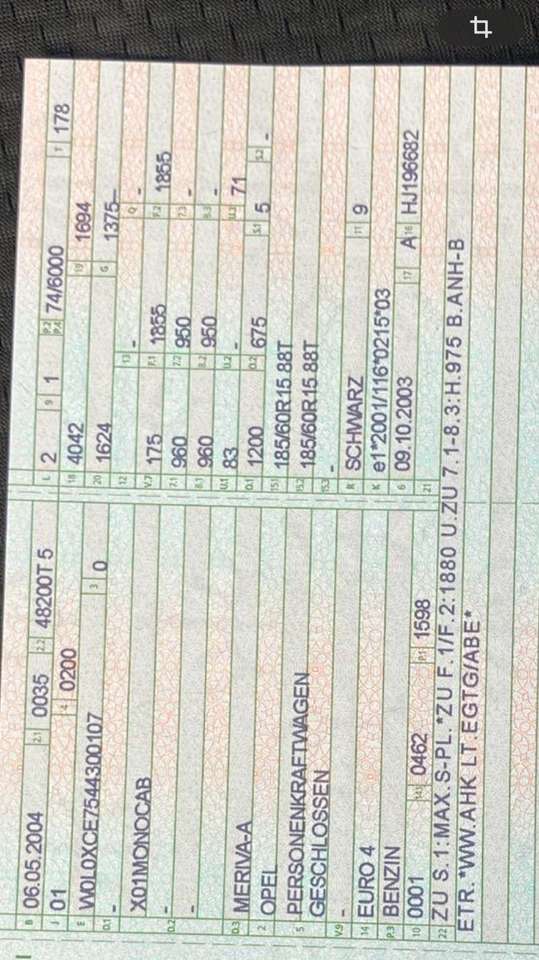 B 06.05.2004 2.1 0035 2.2 48200T 5
J 01 4 0200
E W0L0XCE7544300107 3 0
D.1 -
X01MONOCAB
D.2 -
-
D.3 MERIVA-A
2 OPEL
5 PERSONENKRAFTWAGEN
GESCHLOSSEN
V.9 -
14 EURO 4
P.3 BENZIN
10 0001 14.1 0462 P.1 1598
L 2 9 1 P.2 P.4 74/6000 T 178
18 4042 19 1694
20 1624 G 1375-
12 - 13 - Q -
V.7 175 F.1 1855 F.2 1855
7.1 960 7.2 950 7.3 -
8.1 960 8.2 950 8.3 -
U.1 83 U.2 - U.3 71
O.1 1200 O.2 675 S.1 5 S.2 -
15.1 185/60R15 88T
15.2 185/60R15 88T
15.3 -
R SCHWARZ 11 9
K e1*2001/116*0215*03
6 09.10.2003 17 A 16 HJ196682
21
22 ZU S.1:MAX.S-PL.*ZU F.1/F.2:1880 U.ZU 7.1-8.3:H.975 B.ANH-B
ETR.*WW.AHK LT.EGTG/ABE*